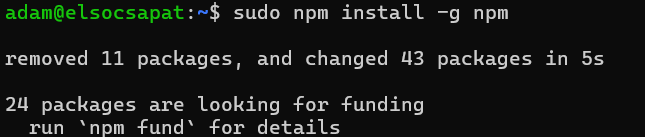 adam@elsocsapat:~$ sudo npm install -g npm
removed 11 packages, and changed 43 packages in 5s
24 packages are looking for funding
run `npm fund` for details